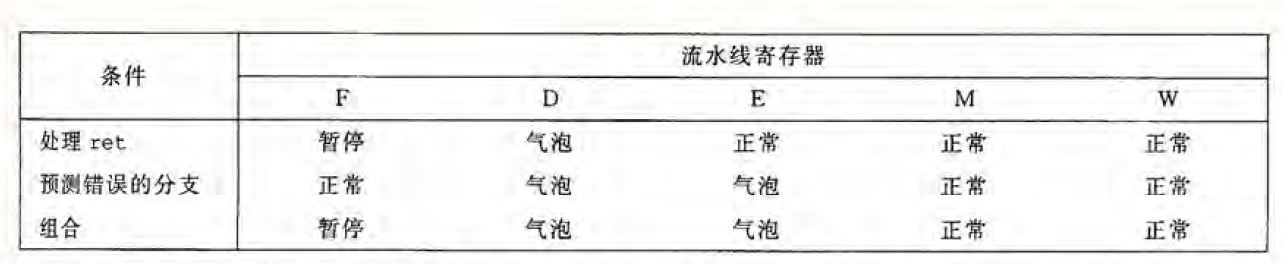 条件 流水线寄存器
F D E M W
处理 ret 暂停 气泡 正常 正常 正常
预测错误的分支 正常 气泡 气泡 正常 正常
组合 暂停 气泡 气泡 正常 正常